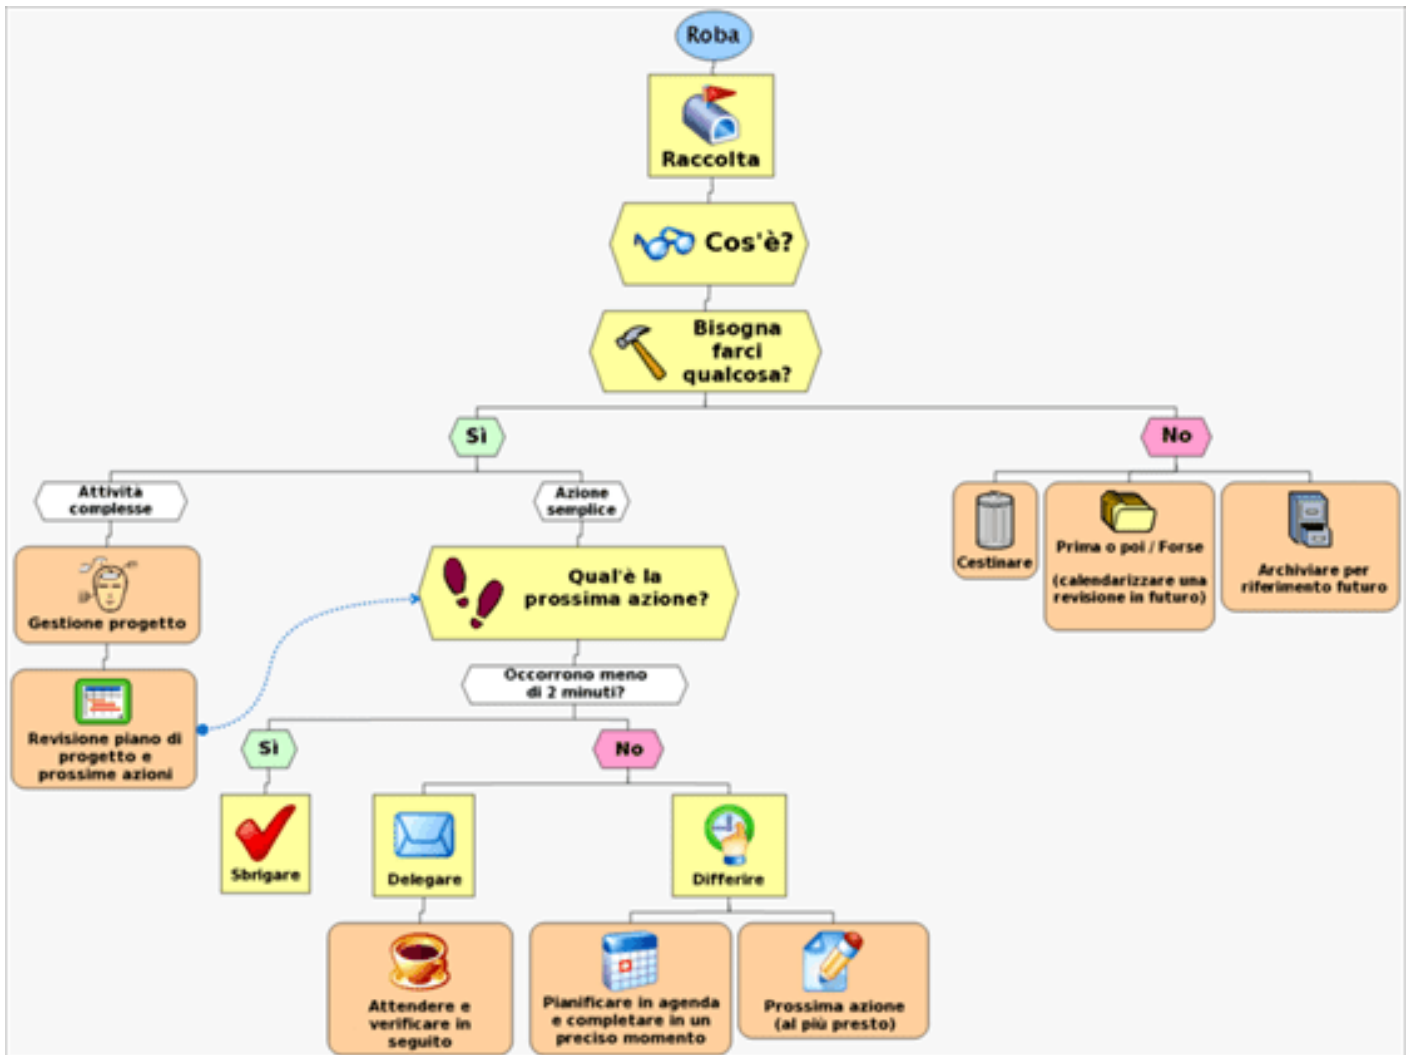 Roba
Raccolta
Cos'è?
Bisogna
farci
qualcosa?
Sì
No
Attività
complesse
Azione
semplice
Gestione progetto
Revisione piano di
progetto e
prossime azioni
Qual'è la
prossima azione?
Occorrono meno
di 2 minuti?
Sì
No
Sbrigare
Delegare
Differire
Attendere e
verificare in
seguito
Pianificare in agenda
e completare in un
preciso momento
Prossima azione
(al più presto)
Cestinare
Prima o poi / Forse
(calendarizzare una
revisione in futuro)
Archiviare per
riferimento futuro